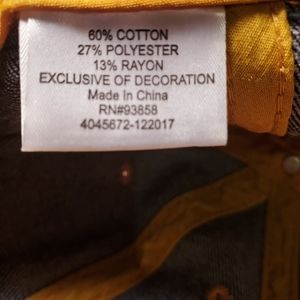 60% COTTON
27% POLYESTER
13% RAYON
EXCLUSIVE OF DECORATION
Made In China
RN#93858
4045672-122017